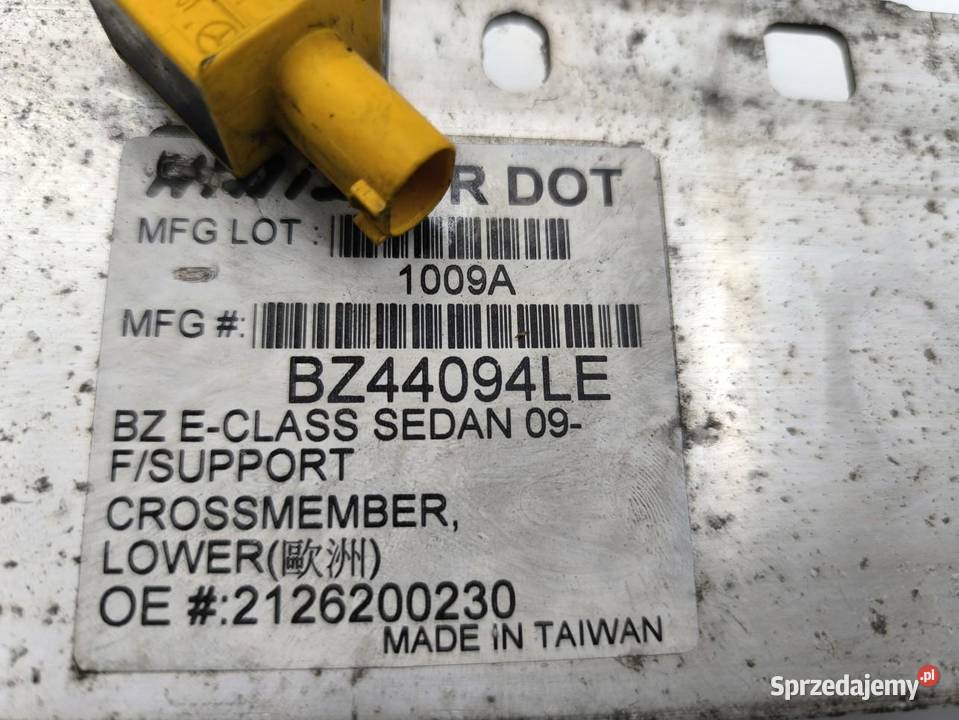 R DOT
MFG LOT :
1009A
MFG #:
BZ44094LE
BZ E-CLASS SEDAN 09-
F/SUPPORT
CROSSMEMBER,
LOWER(歐洲)
OE #:2126200230
MADE IN TAIWAN
Sprzedajemy.pl